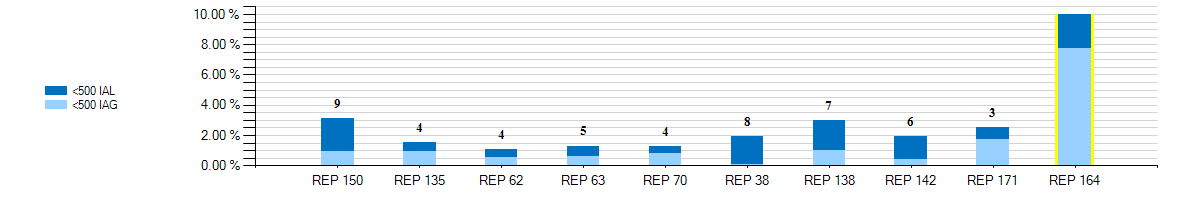 10.00 %
8.00 %
6.00 %
4.00 %
2.00 %
0.00 %
<500 IAL
<500 IAG
9
4
4
5
4
8
7
6
3
REP 150
REP 135
REP 62
REP 63
REP 70
REP 38
REP 138
REP 142
REP 171
REP 164